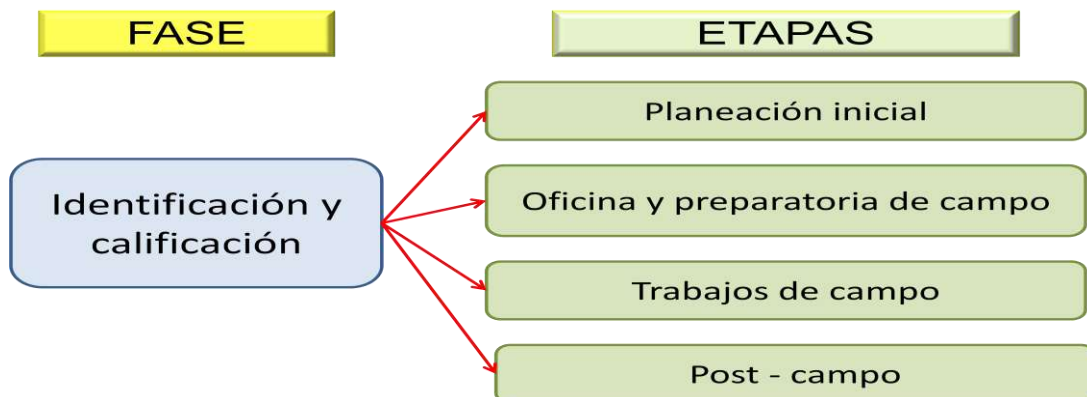 FASE
ETAPAS
Planeación inicial
Identificación y
calificación
Oficina y preparatoria de campo
Trabajos de campo
Post - campo